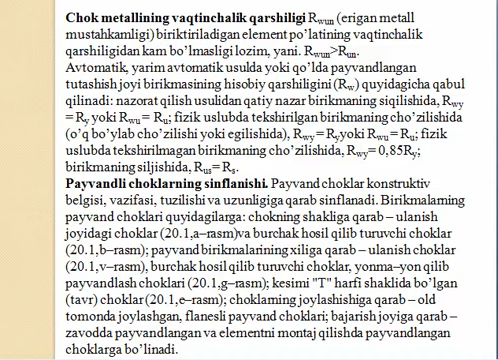 Chok metallining vaqtinchalik qarshiligi Rwun (erigan metall
mustahkamligi) biriktiriladigan element po'latining vaqtinchalik
qarshiligidan kam bo'lmasligi lozim, yani. Rwun>Run.
Avtomatik, yarim avtomatik usulda yoki qo'lda payvandlangan
tutashish joyi birikmasining hisobiy qarshiligini (Rw) quyidagicha qabul
qilinadi: nazorat qilish usulidan qatiy nazar birikmaning siqilishida, Rwy
=Ry yoki Rwu= Ru; fizik uslubda tekshirilgan birikmaning cho'zilishida
(o'q bo'ylab cho'zilishi yoki egilishida), Rwy=Ryyoki Rwu=Ru; fizik
uslubda tekshirilmagan birikmaning cho'zilishida, Rwy=0,85Ry;
birikmaning siljishida, Rus=Rs.
Payvandli choklarning sinflanishi. Payvand choklar konstruktiv
belgisi, vazifasi, tuzilishi va uzunligiga qarab sinflanadi. Birikmalarning
payvand choklari quyidagilarga: chokning shakliga qarab – ulanish
joyidagi choklar (20.1,a–rasm)va burchak hosil qilib turuvchi choklar
(20.1,b–rasm); payvand birikmalarining xiliga qarab – ulanish choklar
(20.1,v–rasm), burchak hosil qilib turuvchi choklar, yonma–yon qilib
payvandlash choklari (20.1,g–rasm); kesimi "T" harfi shaklida bo'lgan
(tavr) choklar (20.1,e–rasm); choklarning joylashishiga qarab – old
tomonda joylashgan, flanesli payvand choklari; bajarish joyiga qarab –
zavodda payvandlangan va elementni montaj qilishda payvandlangan
choklarga bo'linadi.